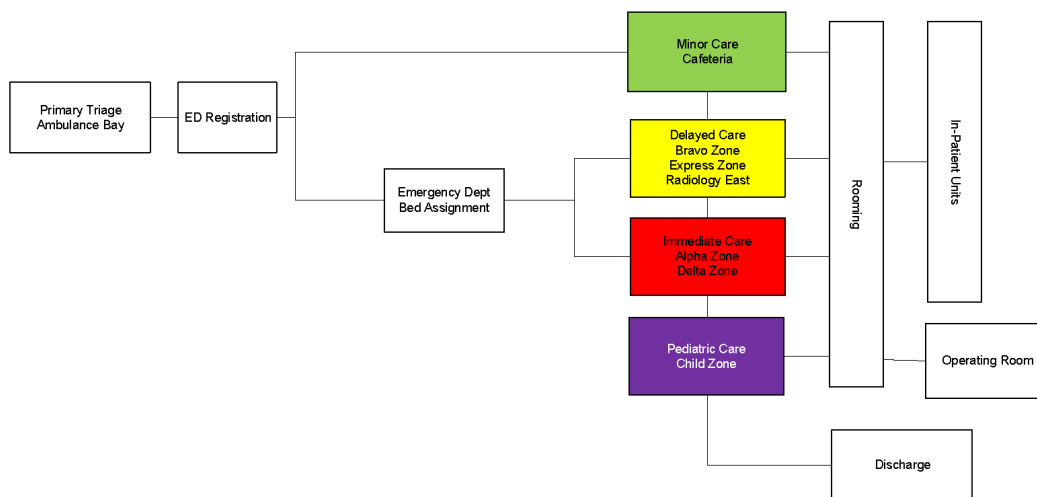 Primary Triage
Ambulance Bay
ED Registration
Emergency Dept
Bed Assignment
Minor Care
Cafeteria
Delayed Care
Bravo Zone
Express Zone
Radiology East
Immediate Care
Alpha Zone
Delta Zone
Pediatric Care
Child Zone
Rooming
In-Patient Units
Operating Room
Discharge